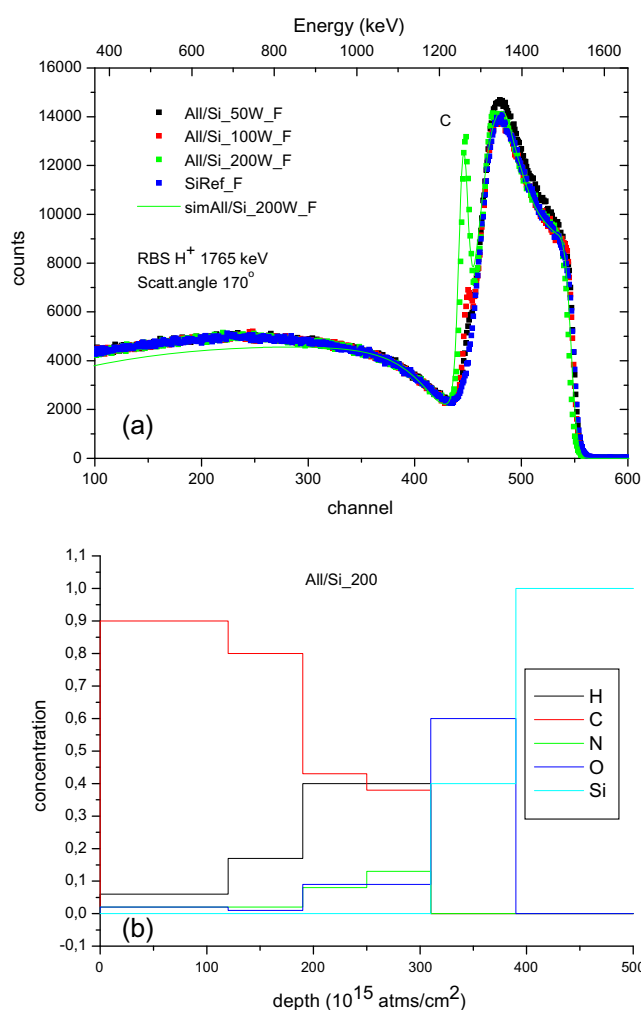 Energy (keV)
400 600 800 1000 1200 1400 1600
16000
14000
12000
10000
8000
6000
4000
2000
0
counts
All/Si_50W_F
All/Si_100W_F
All/Si_200W_F
SiRef_F
simAll/Si_200W_F
C
RBS H+ 1765 keV
Scatt.angle 170°
(a)
100 200 300 400 500 600
channel
1,1
1,0
0,9
0,8
0,7
0,6
0,5
0,4
0,3
0,2
0,1
0,0
-0,1
concentration
All/Si_200
H
C
N
O
Si
(b)
0 100 200 300 400 500
depth (10^15 atms/cm^2)